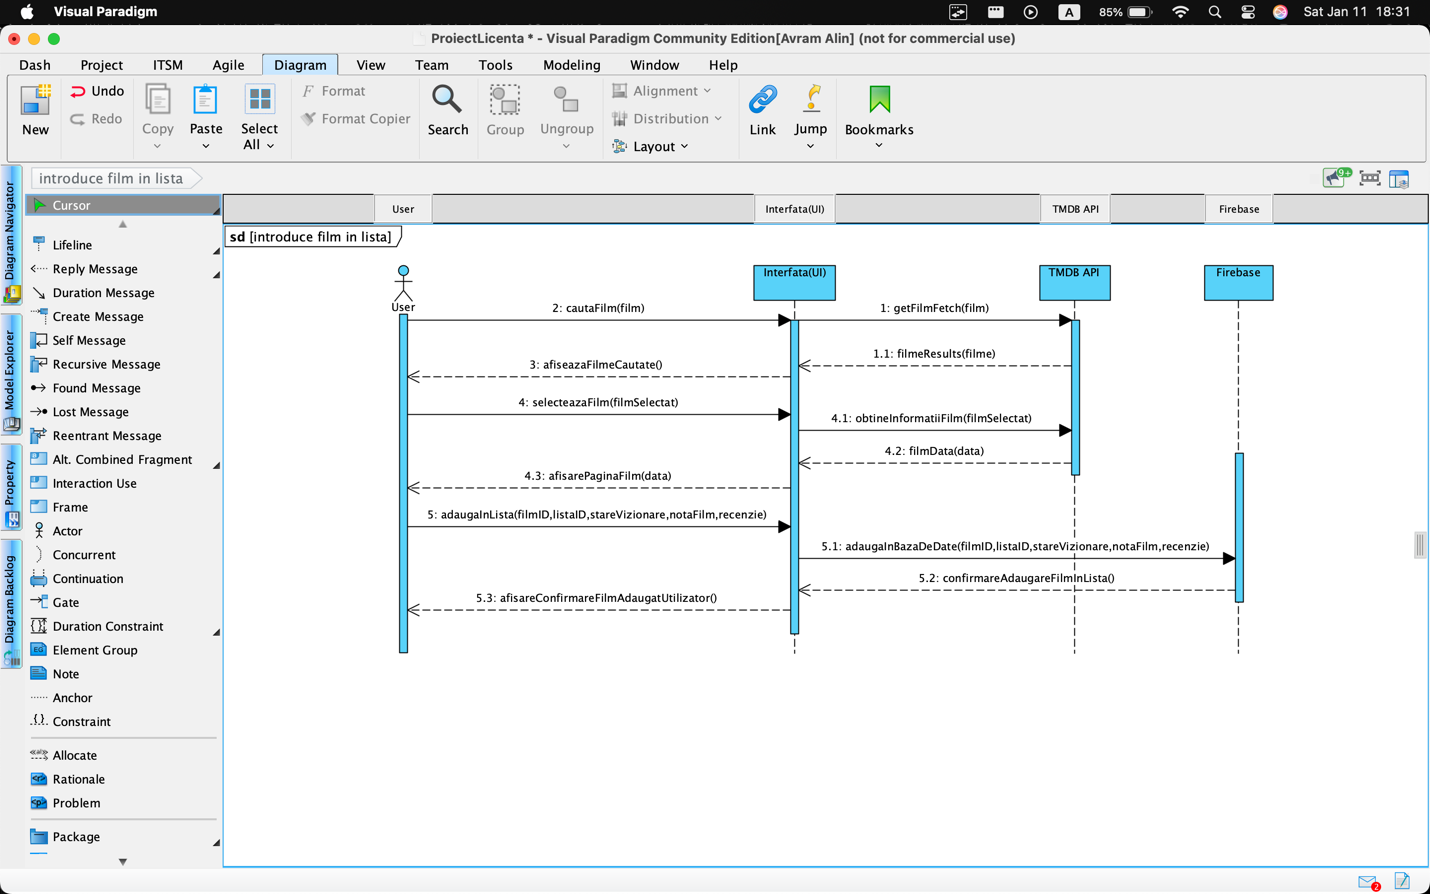 Visual Paradigm
A 85% Sat Jan 11 18:31
ProjectLicenta * - Visual Paradigm Community Edition[Avram Alin] (not for commercial use)
Dash Project ITSM Agile Diagram View Team Tools Modeling Window Help
New
Undo
Redo
Copy
Paste
Select
All
Format
Format Copier
Search
Group
Ungroup
Alignment
Distribution
Layout
Link
Jump
Bookmarks
introduce film in lista
9+
Diagram Navigator
Model Explorer
Property
Diagram Backlog
Cursor
Lifeline
Reply Message
Duration Message
Create Message
Self Message
Recursive Message
Found Message
Lost Message
Reentrant Message
Alt. Combined Fragment
Interaction Use
Frame
Actor
Concurrent
Continuation
Gate
Duration Constraint
Element Group
Note
Anchor
Constraint
Allocate
Rationale
Problem
Package
User Interfata(UI) TMDB API Firebase
sd [introduce film in lista]
User
Interfata(UI)
TMDB API
Firebase
2: cautaFilm(film)
1: getFilmFetch(film)
1.1: filmeResults(filme)
3: afiseazaFilmeCautate()
4: selecteazaFilm(filmSelectat)
4.1: obtineInformatiiFilm(filmSelectat)
4.2: filmData(data)
4.3: afisarePaginaFilm(data)
5: adaugaInLista(filmID,listaID,stareVizionare,notaFilm,recenzie)
5.1: adaugaInBazaDeDate(filmID,listaID,stareVizionare,notaFilm,recenzie)
5.2: confirmareAdaugareFilmInLista()
5.3: afisareConfirmareFilmAdaugatUtilizator()
2